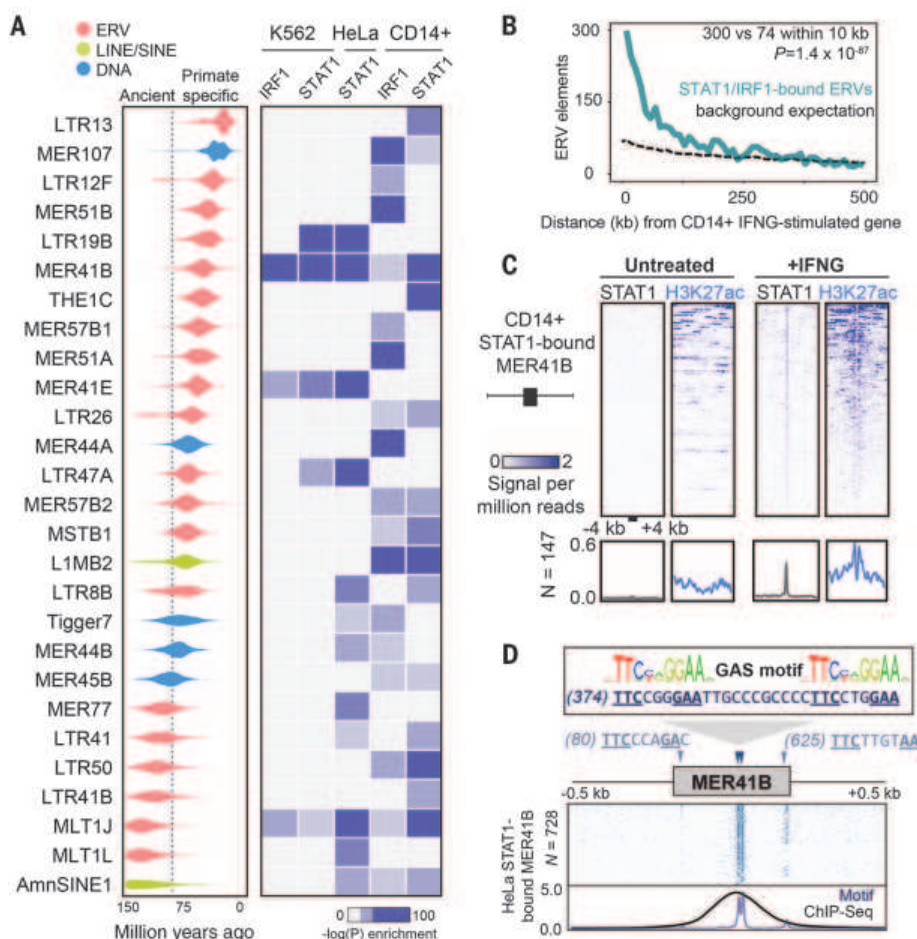 A
ERV
LINE/SINE
DNA
Ancient
Primate
specific
K562 HeLa CD14+
IRF1 STAT1 STAT1 IRF1 STAT1
LTR13
MER107
LTR12F
MER51B
LTR19B
MER41B
THE1C
MER57B1
MER51A
MER41E
LTR26
MER44A
LTR47A
MER57B2
MSTB1
L1MB2
LTR8B
Tigger7
MER44B
MER45B
MER77
LTR41
LTR50
LTR41B
MLT1J
MLT1L
AmnSINE1
150 75 0
Million years ago
0 100
-log(P) enrichment
B
300 vs 74 within 10 kb
P=1.4 x 10-87
STAT1/IRF1-bound ERVs
background expectation
ERV elements
300
150
0
0 250 500
Distance (kb) from CD14+ IFNG-stimulated gene
C
Untreated +IFNG
STAT1 H3K27ac STAT1 H3K27ac
CD14+
STAT1-bound
MER41B
0 2
Signal per
million reads
-4 kb +4 kb
N = 147
0.6
0.0
D
TTC GGAA GAS motif TTC GGAA
(374) TTCCGGGAATTGCCCGCCCCTTCCTGGAA
(80) TTCCCAGAC (625) TTCTTGTAA
MER41B
-0.5 kb +0.5 kb
HeLa STAT1-
bound MER41B
N = 728
5.0
0.0
Motif
ChIP-Seq